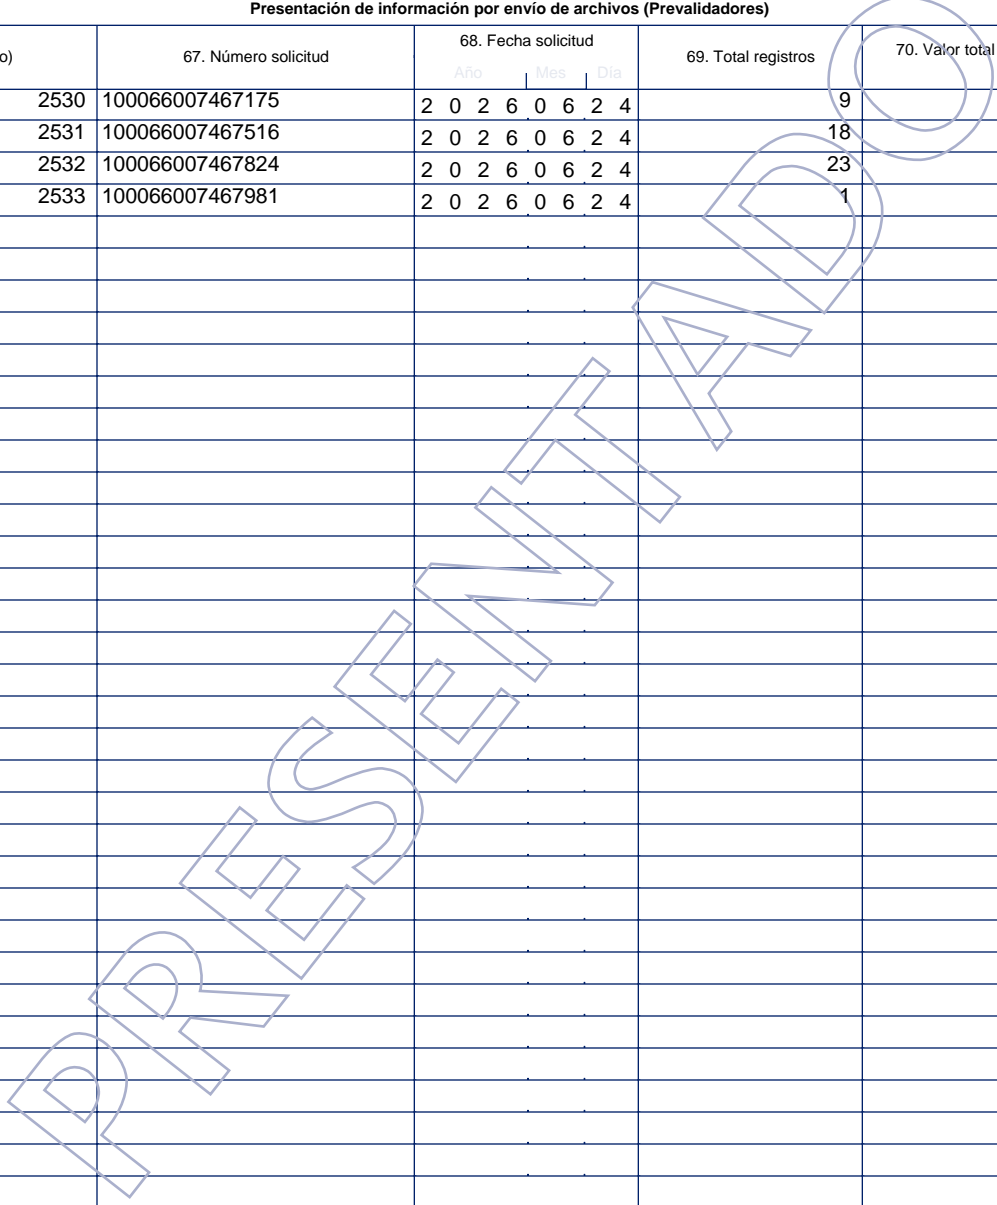 Presentación de información por envío de archivos (Prevalidadores)
o) 67. Número solicitud 68. Fecha solicitud 69. Total registros 70. Valor total
Año Mes Día
2530 100066007467175 2 0 2 6 0 6 2 4 9
2531 100066007467516 2 0 2 6 0 6 2 4 18
2532 100066007467824 2 0 2 6 0 6 2 4 23
2533 100066007467981 2 0 2 6 0 6 2 4 1
PRESENTADO